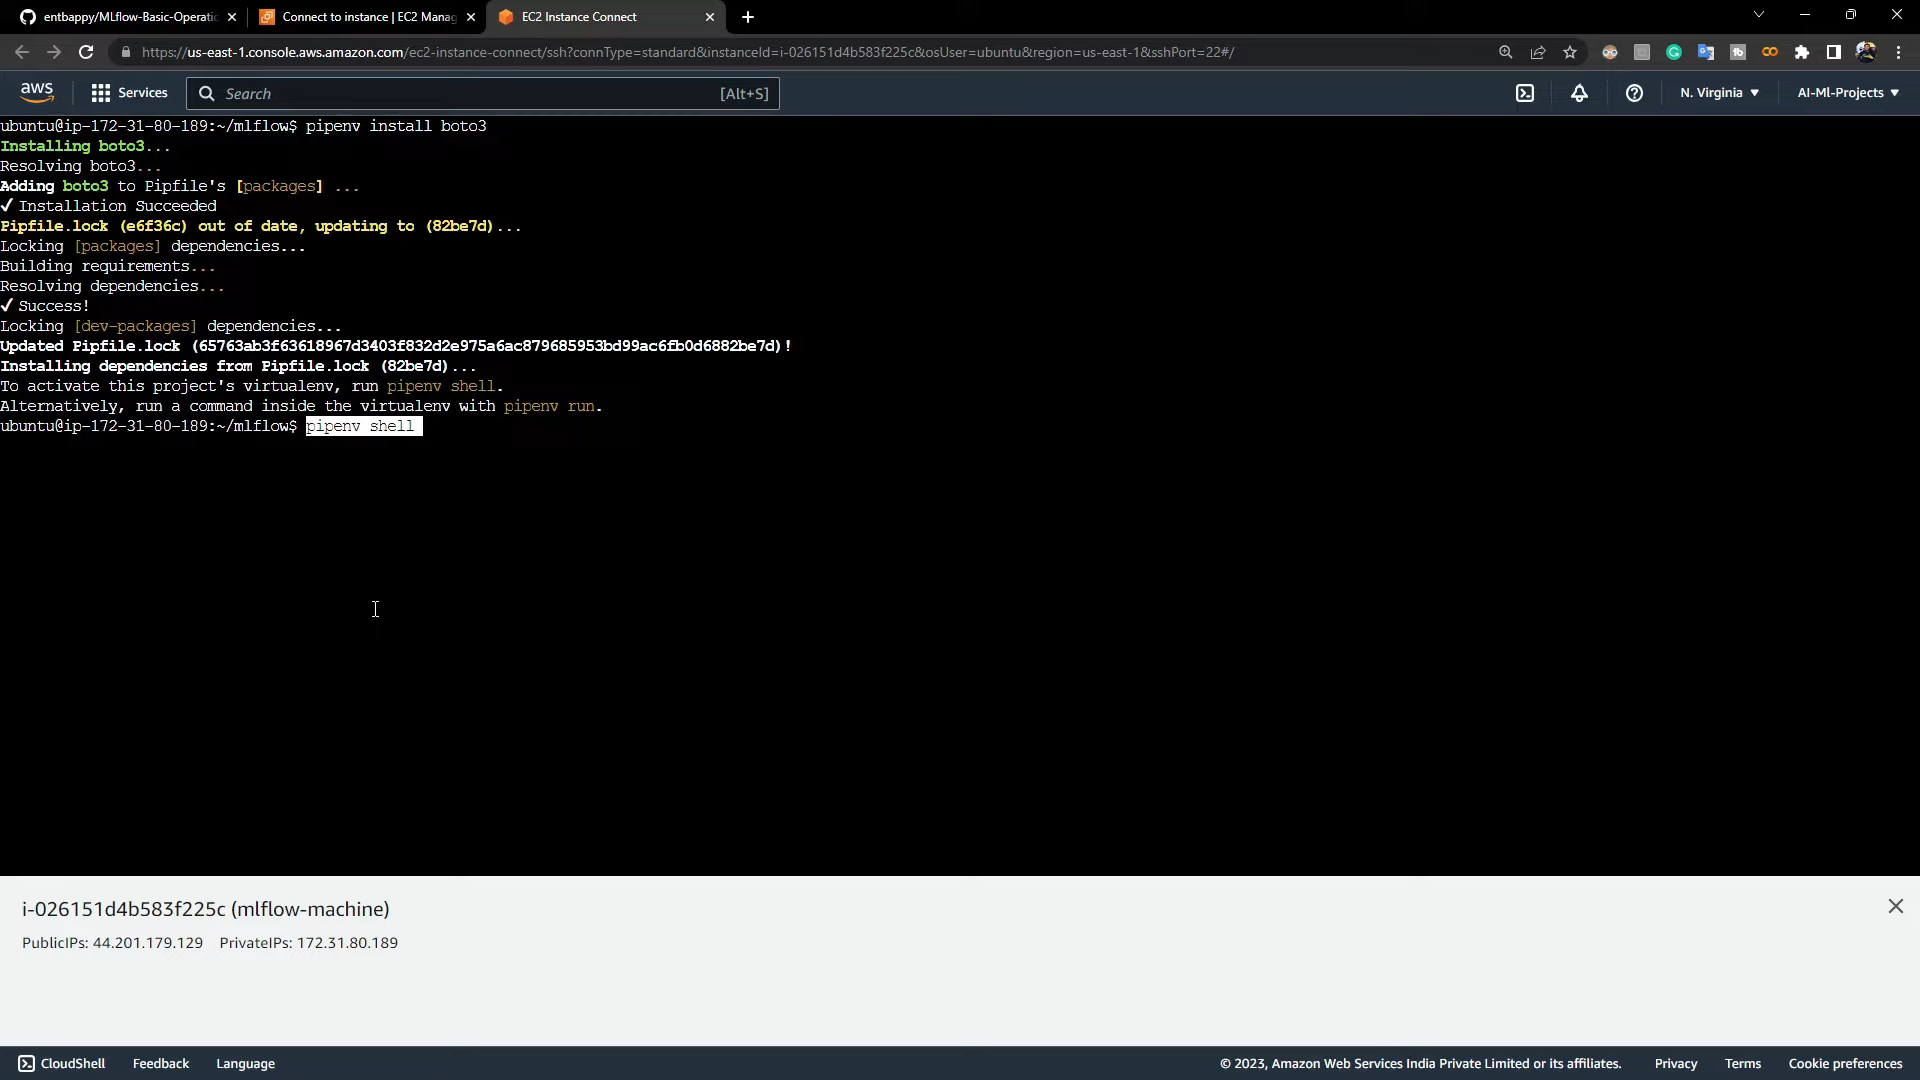 entbappy/MLflow-Basic-Operatio
Connect to instance | EC2 Manag
EC2 Instance Connect
https://us-east-1.console.aws.amazon.com/ec2-instance-connect/ssh?connType=standard&instanceId=i-026151d4b583f225c&osUser=ubuntu&region=us-east-1&sshPort=22#/
aws
Services
Search
[Alt+S]
N. Virginia
AI-Ml-Projects
ubuntu@ip-172-31-80-189:~/mlflow$ pipenv install boto3
Installing boto3...
Resolving boto3...
Adding boto3 to Pipfile's [packages] ...
✓ Installation Succeeded
Pipfile.lock (e6f36c) out of date, updating to (82be7d)...
Locking [packages] dependencies...
Building requirements...
Resolving dependencies...
✓ Success!
Locking [dev-packages] dependencies...
Updated Pipfile.lock (65763ab3f63618967d3403f832d2e975a6ac879685953bd99ac6fb0d6882be7d)!
Installing dependencies from Pipfile.lock (82be7d)...
To activate this project's virtualenv, run pipenv shell.
Alternatively, run a command inside the virtualenv with pipenv run.
ubuntu@ip-172-31-80-189:~/mlflow$ pipenv shell
i-026151d4b583f225c (mlflow-machine)
PublicIPs: 44.201.179.129 PrivateIPs: 172.31.80.189
CloudShell
Feedback
Language
© 2023, Amazon Web Services India Private Limited or its affiliates.
Privacy
Terms
Cookie preferences